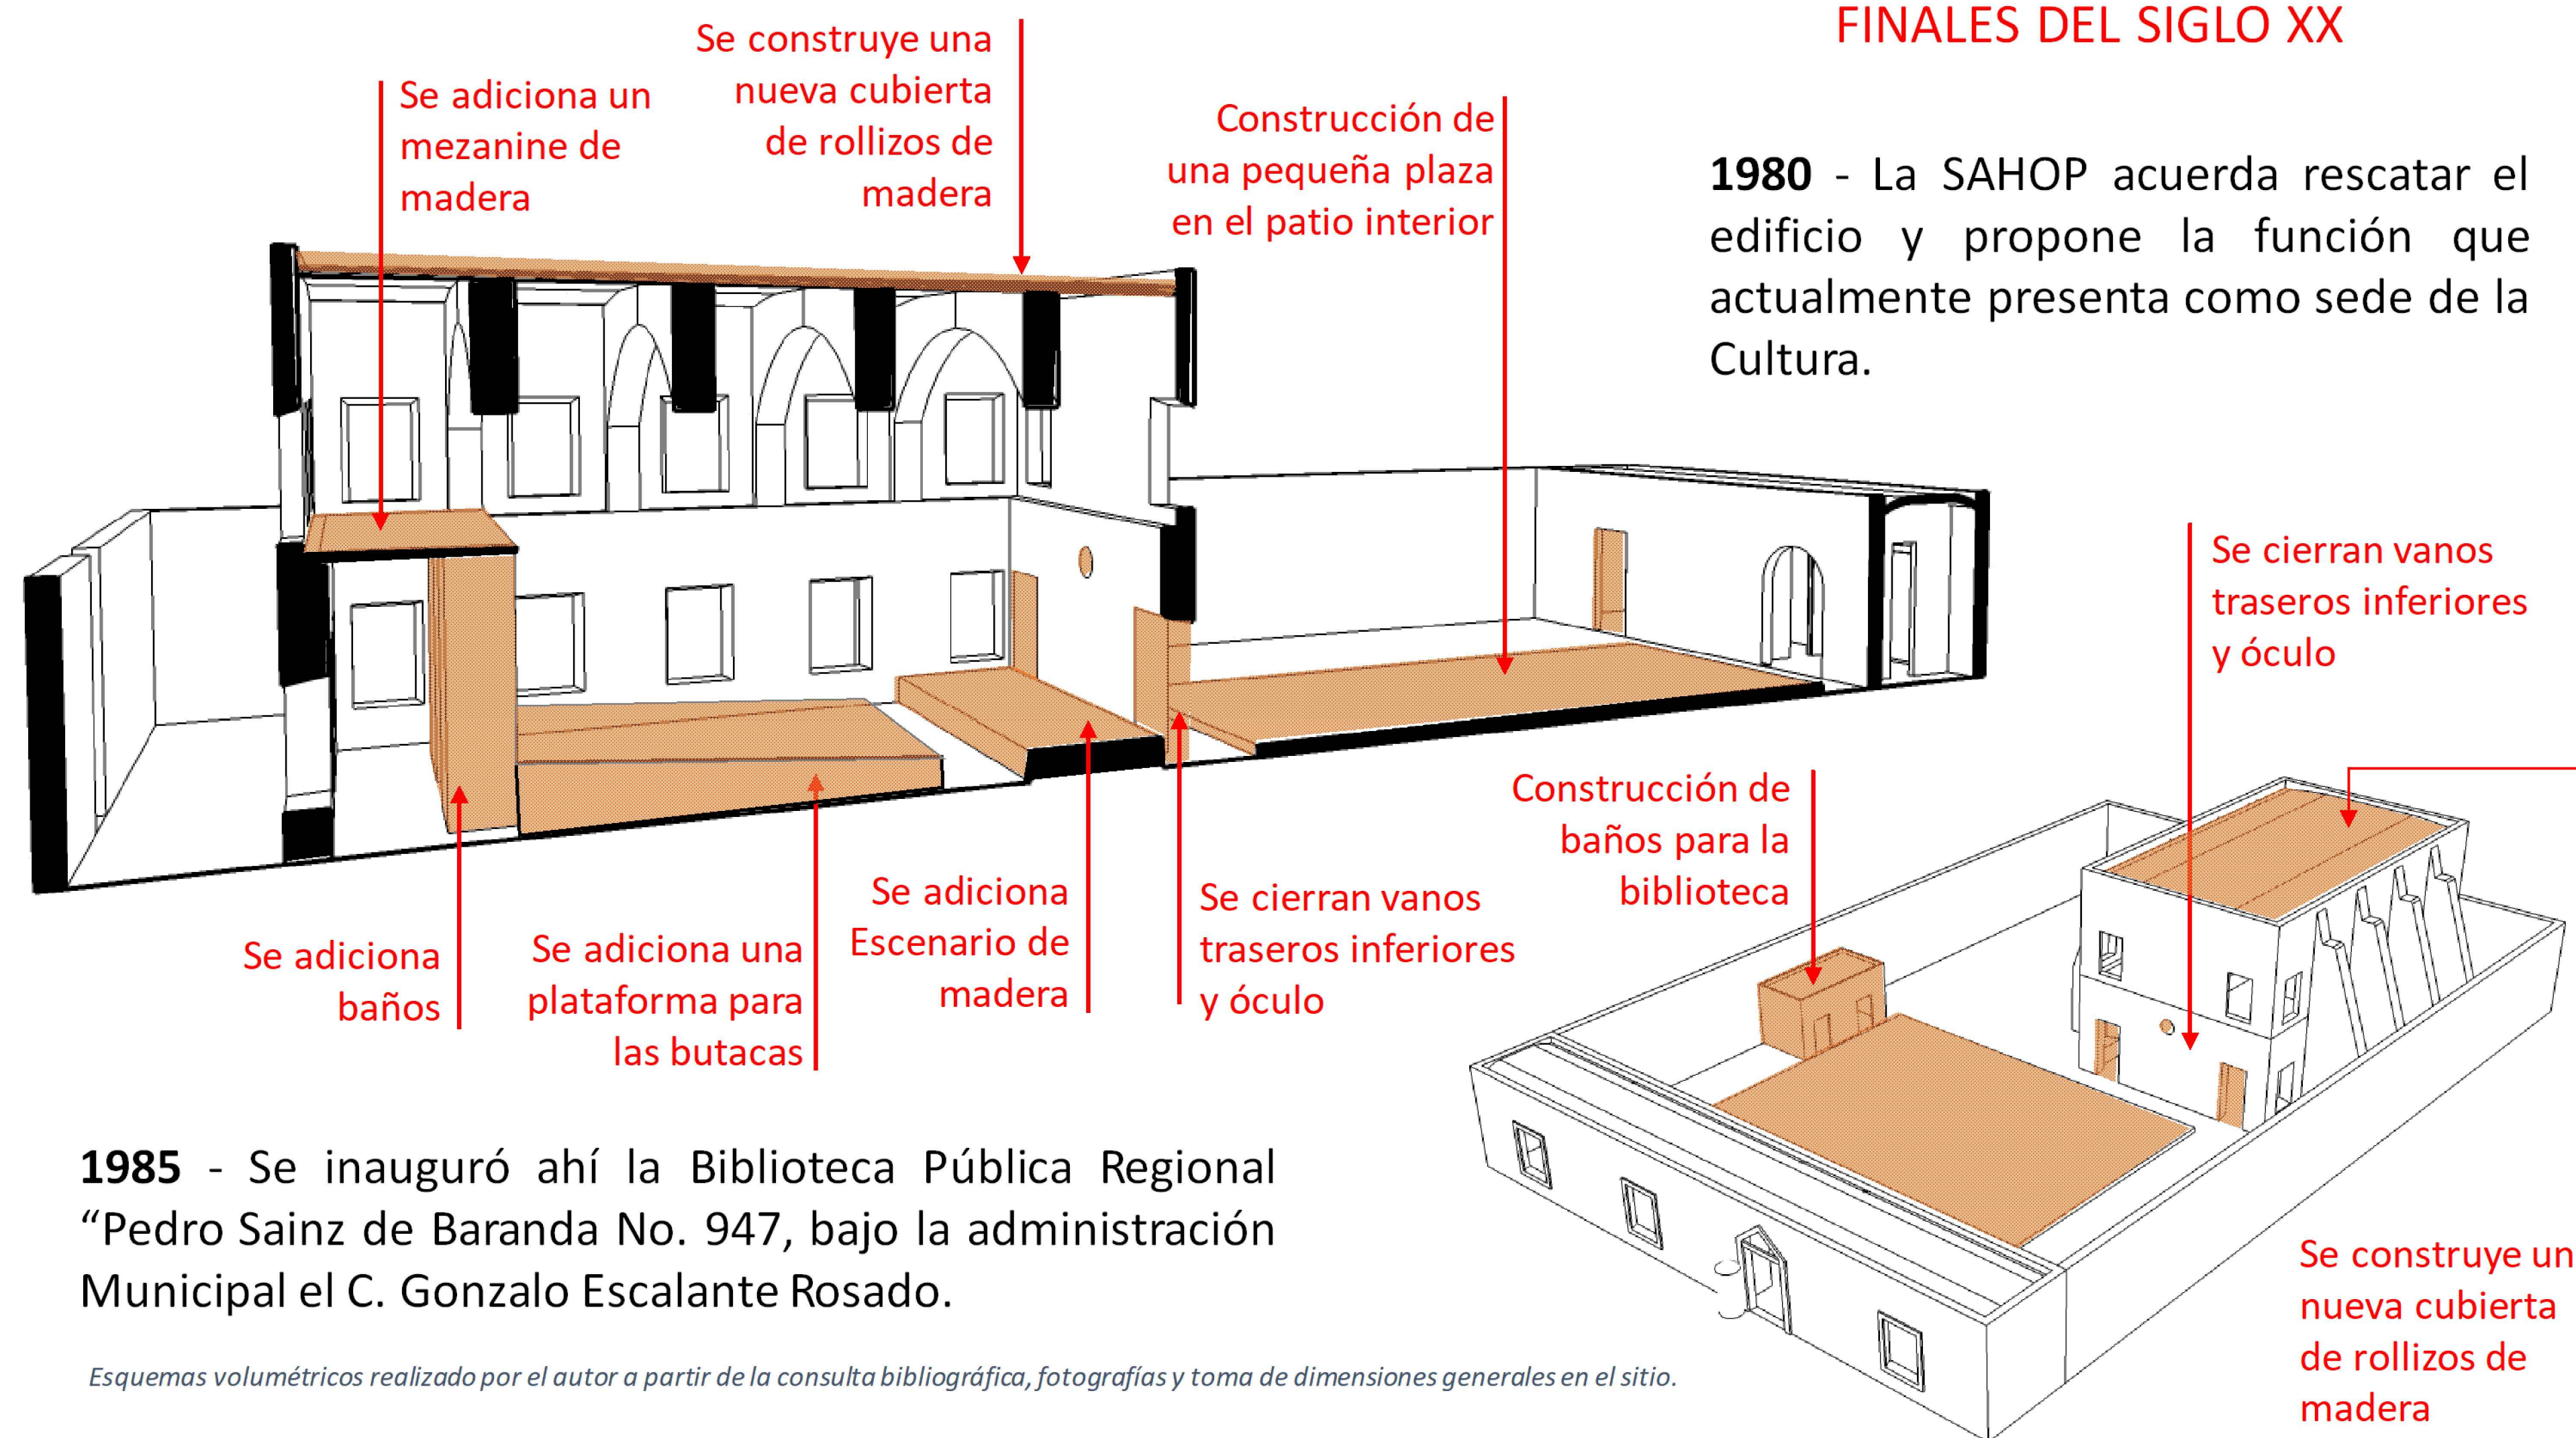 FINALES DEL SIGLO XX
Se adiciona un
mezanine de
madera
Se construye una
nueva cubierta
de rollizos de
madera
Construcción de
una pequeña plaza
en el patio interior
1980 - La SAHOP acuerda rescatar el
edificio y propone la función que
actualmente presenta como sede de la
Cultura.
Se cierran vanos
traseros inferiores
y óculo
Se adiciona
baños
Se adiciona una
plataforma para
las butacas
Se adiciona
Escenario de
madera
Se cierran vanos
traseros inferiores
y óculo
Construcción de
baños para la
biblioteca
1985 - Se inauguró ahí la Biblioteca Pública Regional
“Pedro Sainz de Baranda No. 947, bajo la administración
Municipal el C. Gonzalo Escalante Rosado.
Se construye un
nueva cubierta
de rollizos de
madera
Esquemas volumétricos realizado por el autor a partir de la consulta bibliográfica, fotografías y toma de dimensiones generales en el sitio.